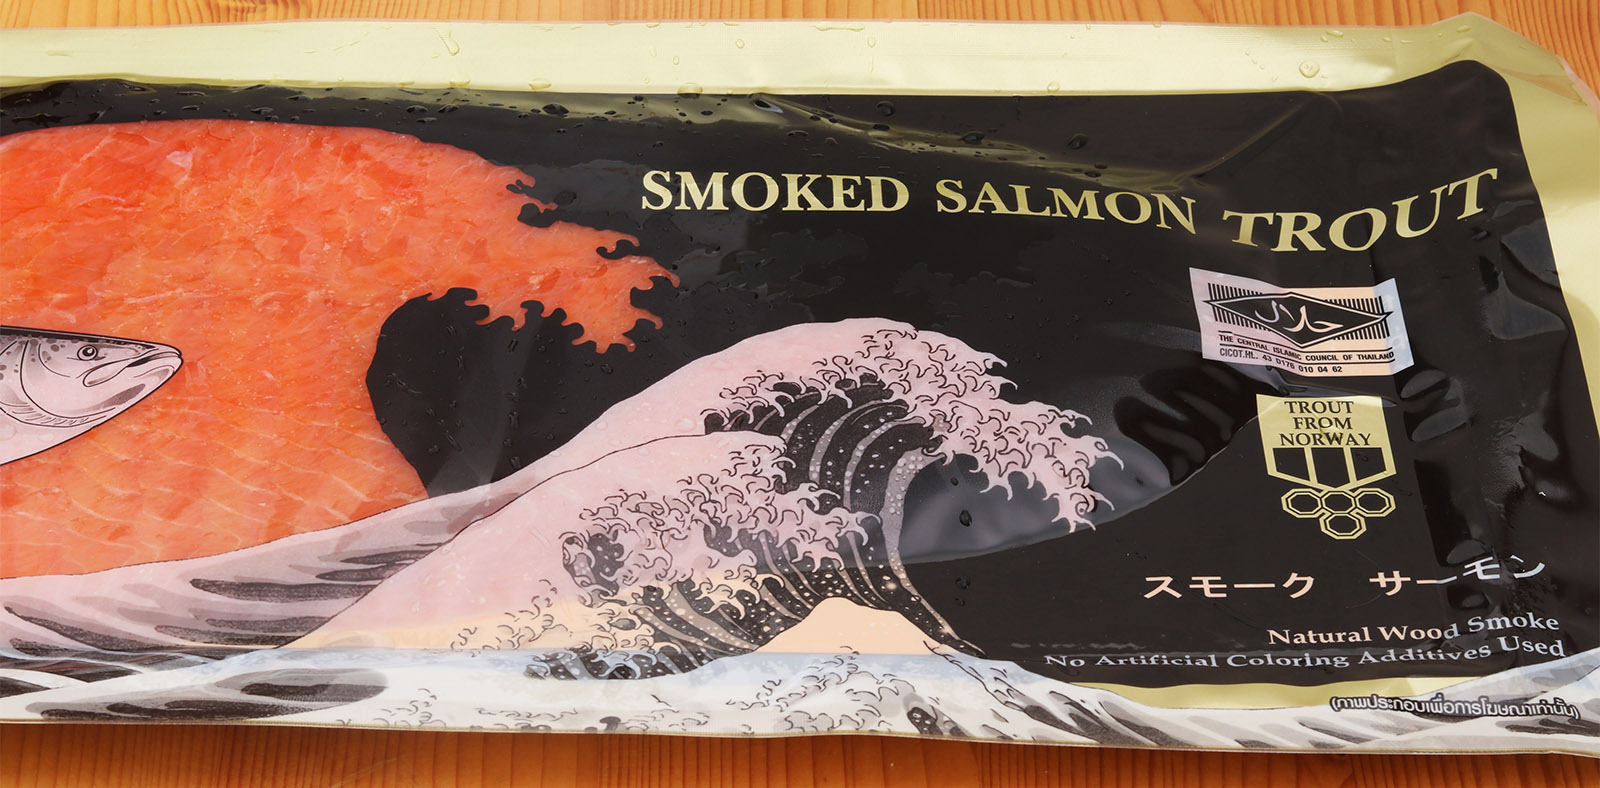 SMOKED SALMON TROUT
حلال
THE CENTRAL ISLAMIC COUNCIL OF THAILAND
CICOT.HL. 43 0176 010 04 62
TROUT
FROM
NORWAY
スモーク サーモン
Natural Wood Smoke
No Artificial Coloring Additives Used
(ภาพประกอบเพื่อการโฆษณาเท่านั้น)